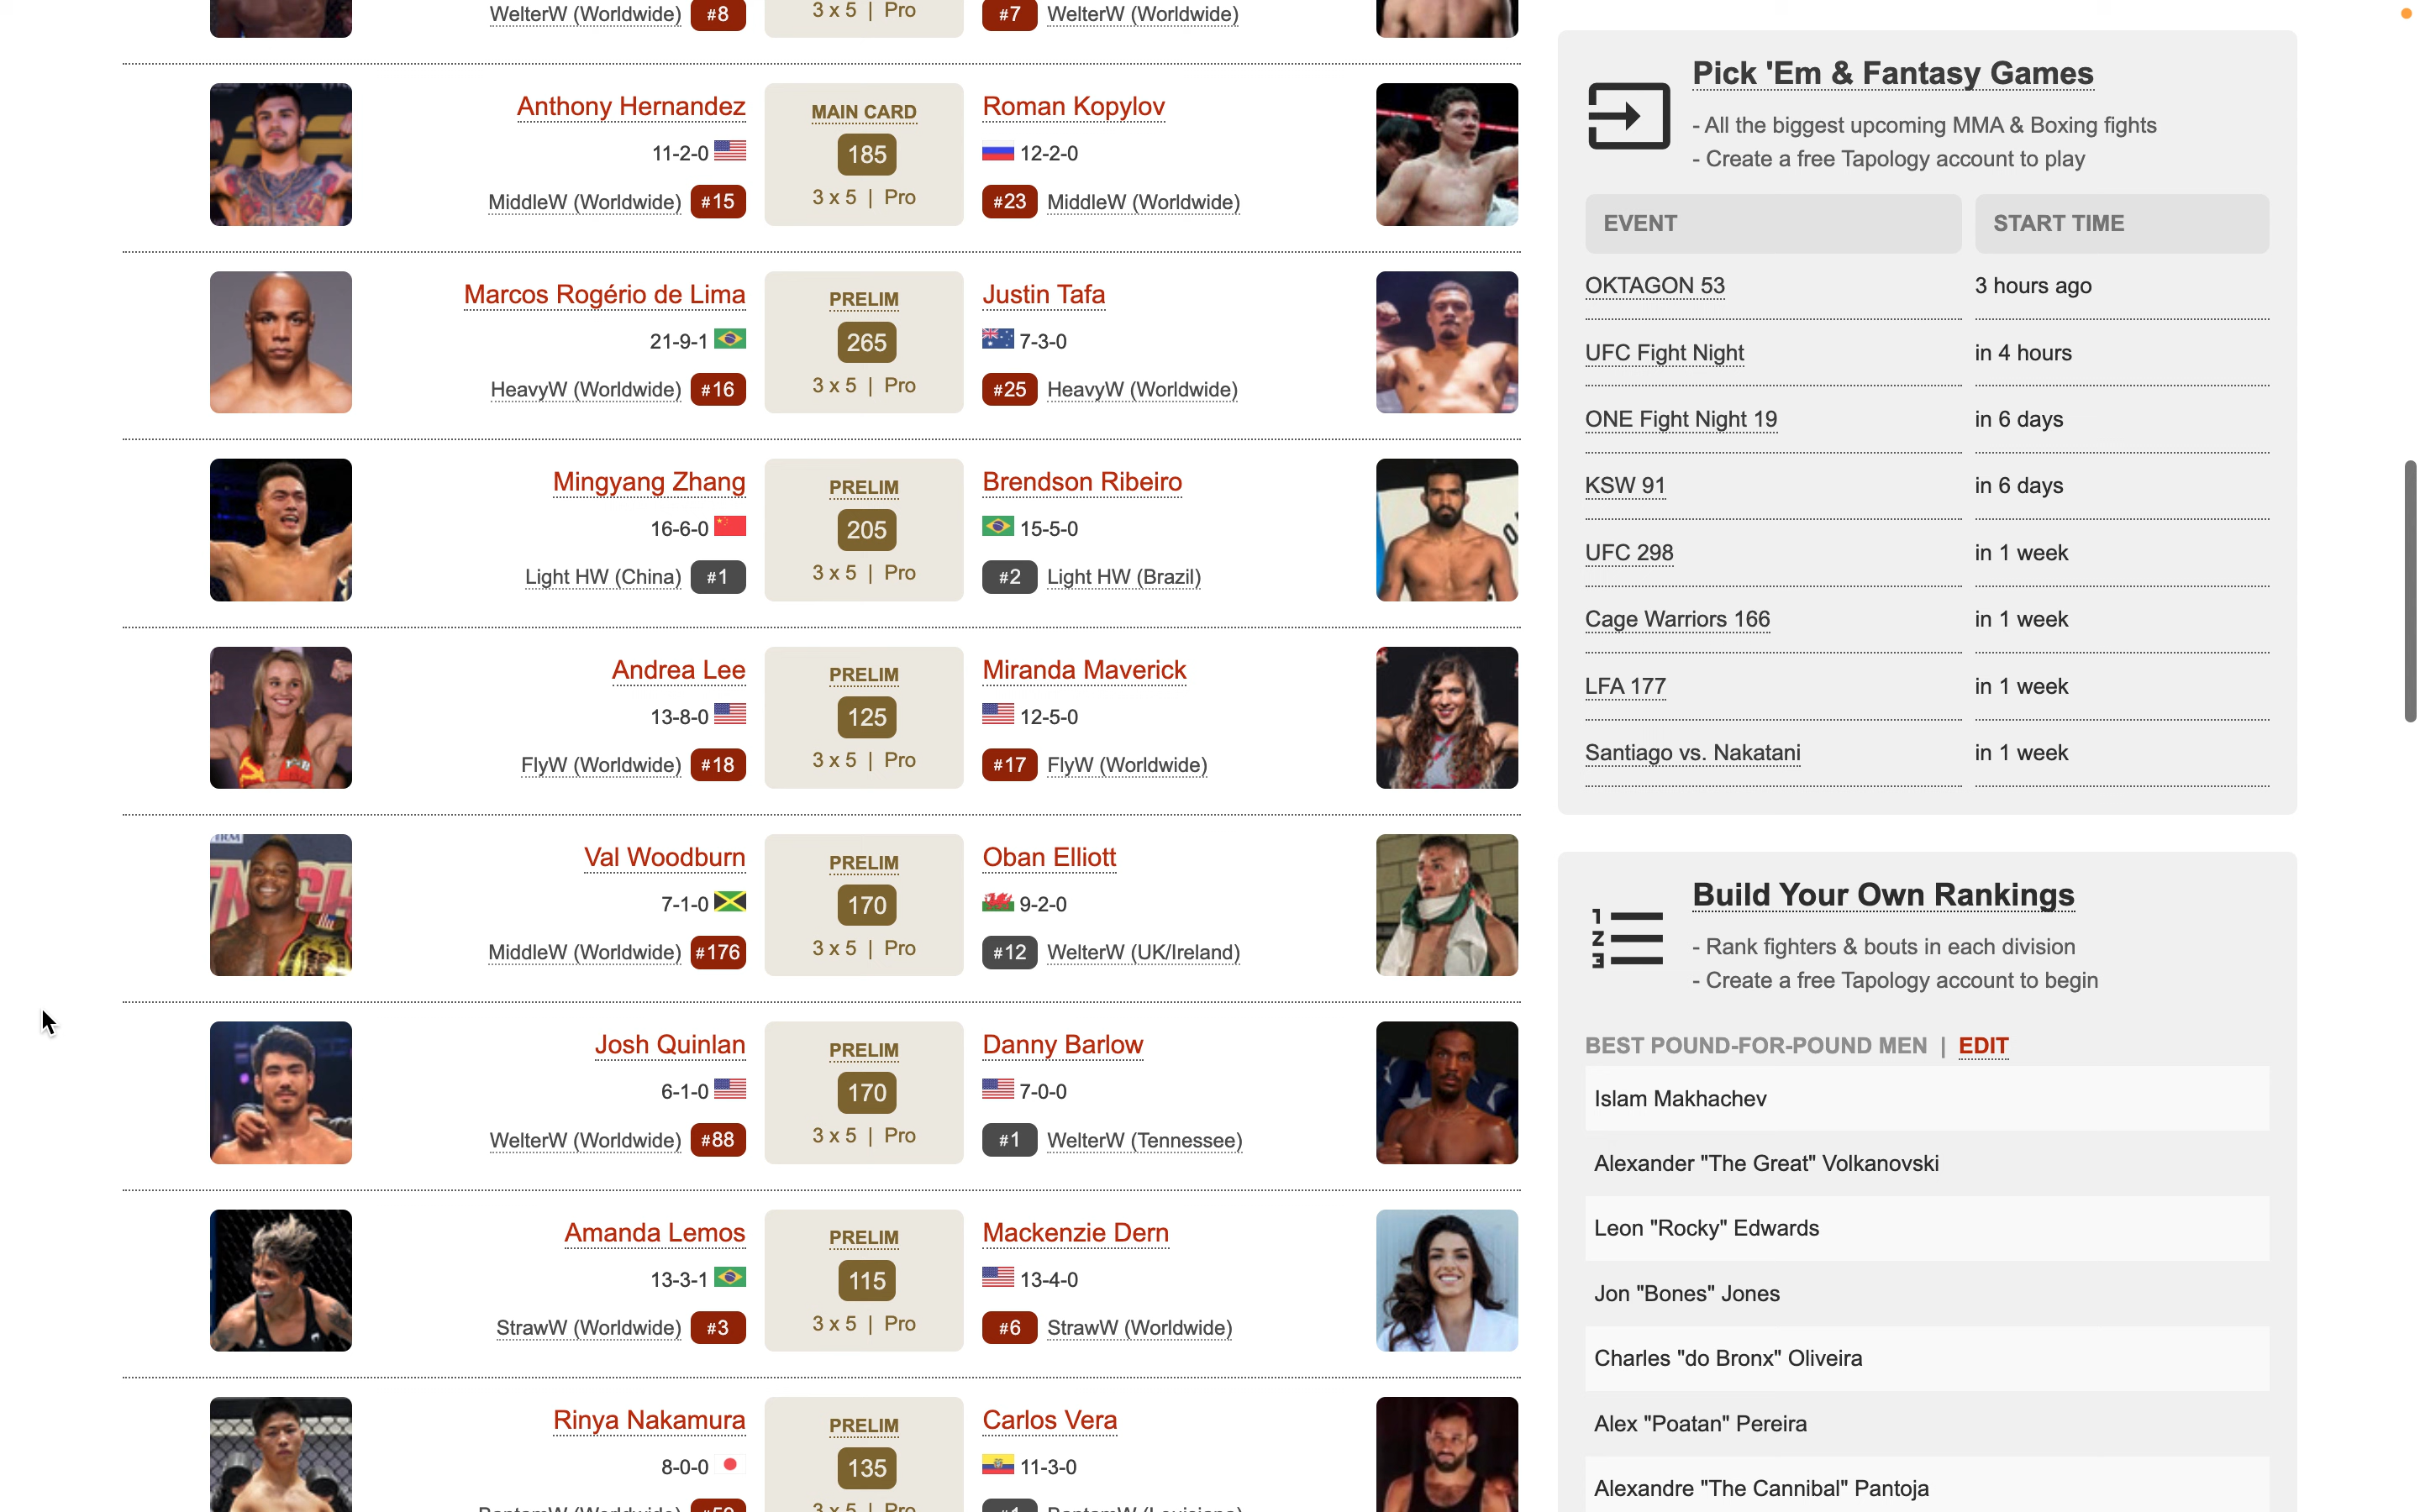 WelterW (Worldwide) #8 3 x 5 | Pro #7 WelterW (Worldwide)
Anthony Hernandez
11-2-0
MiddleW (Worldwide) #15
MAIN CARD
185
3 x 5 | Pro
Roman Kopylov
12-2-0
#23 MiddleW (Worldwide)
Marcos Rogério de Lima
21-9-1
HeavyW (Worldwide) #16
PRELIM
265
3 x 5 | Pro
Justin Tafa
7-3-0
#25 HeavyW (Worldwide)
Mingyang Zhang
16-6-0
Light HW (China) #1
PRELIM
205
3 x 5 | Pro
Brendson Ribeiro
15-5-0
#2 Light HW (Brazil)
Andrea Lee
13-8-0
FlyW (Worldwide) #18
PRELIM
125
3 x 5 | Pro
Miranda Maverick
12-5-0
#17 FlyW (Worldwide)
Val Woodburn
7-1-0
MiddleW (Worldwide) #176
PRELIM
170
3 x 5 | Pro
Oban Elliott
9-2-0
#12 WelterW (UK/Ireland)
Josh Quinlan
6-1-0
WelterW (Worldwide) #88
PRELIM
170
3 x 5 | Pro
Danny Barlow
7-0-0
#1 WelterW (Tennessee)
Amanda Lemos
13-3-1
StrawW (Worldwide) #3
PRELIM
115
3 x 5 | Pro
Mackenzie Dern
13-4-0
#6 StrawW (Worldwide)
Rinya Nakamura
8-0-0
PRELIM
135
3 x 5 | Pro
Carlos Vera
11-3-0
Pick 'Em & Fantasy Games
- All the biggest upcoming MMA & Boxing fights
- Create a free Tapology account to play
EVENT START TIME
OKTAGON 53 3 hours ago
UFC Fight Night in 4 hours
ONE Fight Night 19 in 6 days
KSW 91 in 6 days
UFC 298 in 1 week
Cage Warriors 166 in 1 week
LFA 177 in 1 week
Santiago vs. Nakatani in 1 week
1
2
3
Build Your Own Rankings
- Rank fighters & bouts in each division
- Create a free Tapology account to begin
BEST POUND-FOR-POUND MEN | EDIT
Islam Makhachev
Alexander "The Great" Volkanovski
Leon "Rocky" Edwards
Jon "Bones" Jones
Charles "do Bronx" Oliveira
Alex "Poatan" Pereira
Alexandre "The Cannibal" Pantoja